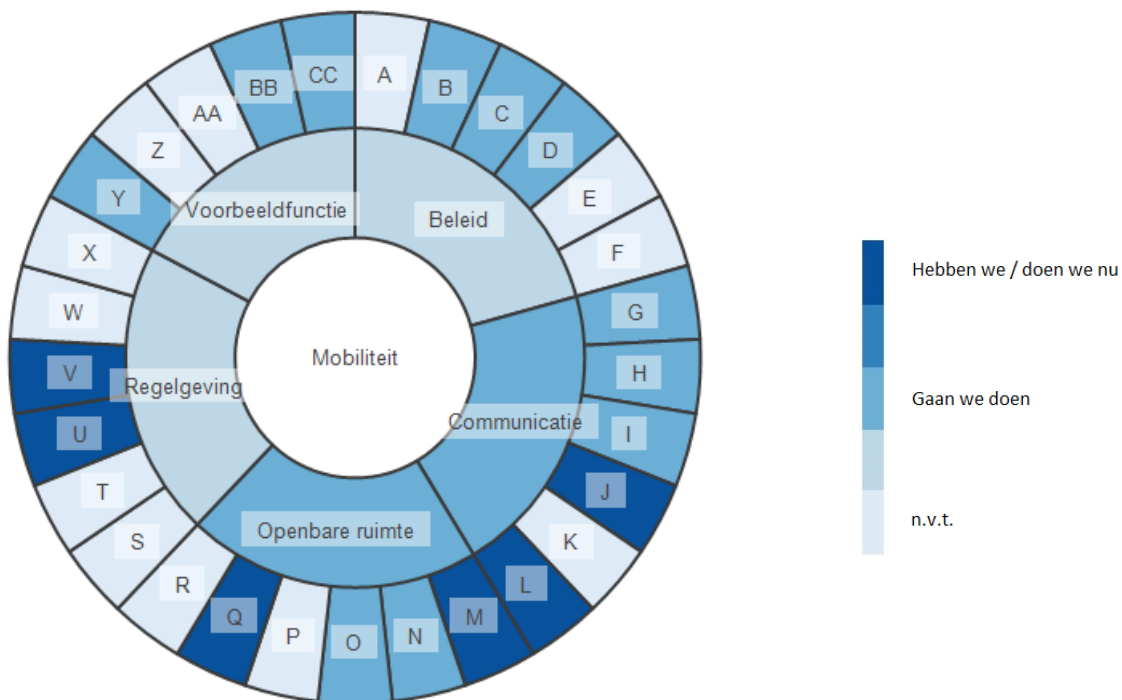 CC
A
BB
B
AA
C
Z
D
Y
E
Voorbeeldfunctie
Beleid
X
F
W
G
Mobiliteit
V
H
Regelgeving
Communicatie
U
I
T
J
Openbare ruimte
S
K
R
L
Q
M
P
O
N
Hebben we / doen we nu
Gaan we doen
n.v.t.